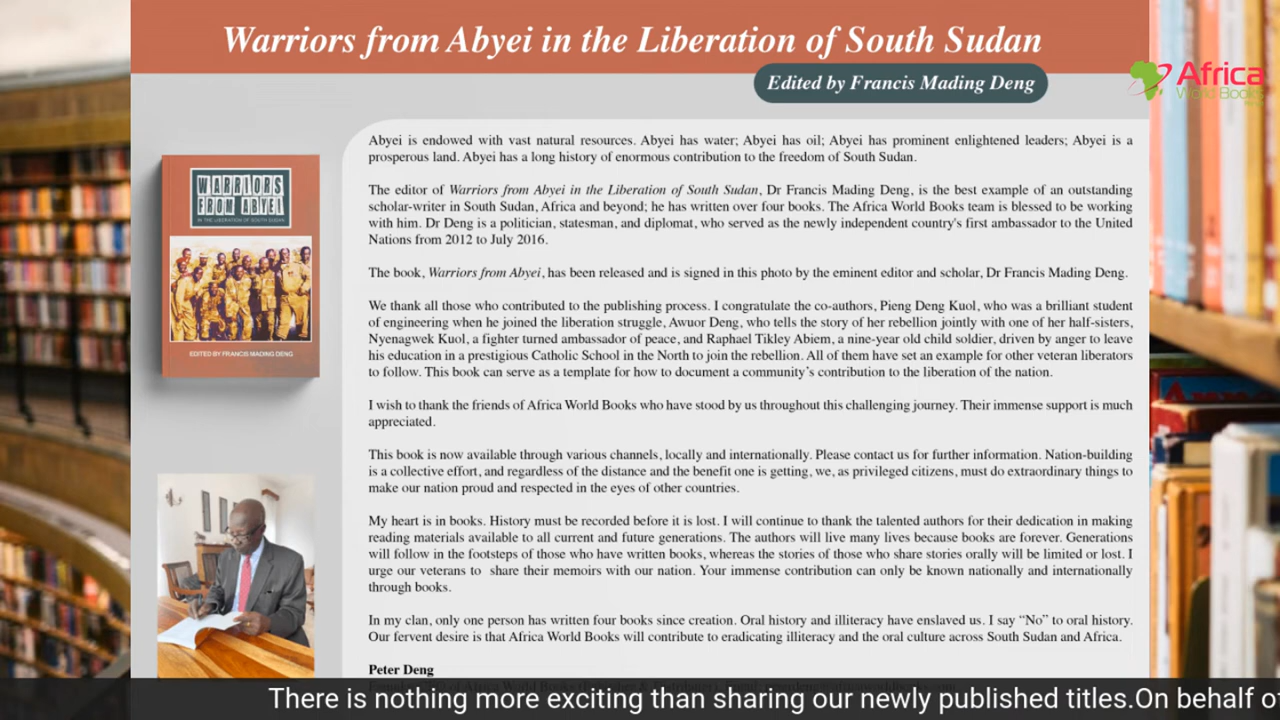 Warriors from Abyei in the Liberation of South Sudan
Edited by Francis Mading Deng
Africa
World Books
WARRIORS
FROM ABYEI
IN THE LIBERATION OF SOUTH SUDAN
EDITED BY FRANCIS MADING DENG
Abyei is endowed with vast natural resources. Abyei has water; Abyei has oil; Abyei has prominent enlightened leaders; Abyei is a
prosperous land. Abyei has a long history of enormous contribution to the freedom of South Sudan.
The editor of Warriors from Abyei in the Liberation of South Sudan, Dr Francis Mading Deng, is the best example of an outstanding
scholar-writer in South Sudan, Africa and beyond; he has written over four books. The Africa World Books team is blessed to be working
with him. Dr Deng is a politician, statesman, and diplomat, who served as the newly independent country's first ambassador to the United
Nations from 2012 to July 2016.
The book, Warriors from Abyei, has been released and is signed in this photo by the eminent editor and scholar, Dr Francis Mading Deng.
We thank all those who contributed to the publishing process. I congratulate the co-authors, Pieng Deng Kuol, who was a brilliant student
of engineering when he joined the liberation struggle, Awuor Deng, who tells the story of her rebellion jointly with one of her half-sisters,
Nyenagwek Kuol, a fighter turned ambassador of peace, and Raphael Tikley Abiem, a nine-year old child soldier, driven by anger to leave
his education in a prestigious Catholic School in the North to join the rebellion. All of them have set an example for other veteran liberators
to follow. This book can serve as a template for how to document a community's contribution to the liberation of the nation.
I wish to thank the friends of Africa World Books who have stood by us throughout this challenging journey. Their immense support is much
appreciated.
This book is now available through various channels, locally and internationally. Please contact us for further information. Nation-building
is a collective effort, and regardless of the distance and the benefit one is getting, we, as privileged citizens, must do extraordinary things to
make our nation proud and respected in the eyes of other countries.
My heart is in books. History must be recorded before it is lost. I will continue to thank the talented authors for their dedication in making
reading materials available to all current and future generations. The authors will live many lives because books are forever. Generations
will follow in the footsteps of those who have written books, whereas the stories of those who share stories orally will be limited or lost. I
urge our veterans to share their memoirs with our nation. Your immense contribution can only be known nationally and internationally
through books.
In my clan, only one person has written four books since creation. Oral history and illiteracy have enslaved us. I say “No” to oral history.
Our fervent desire is that Africa World Books will contribute to eradicating illiteracy and the oral culture across South Sudan and Africa.
Peter Deng
There is nothing more exciting than sharing our newly published titles.On behalf o